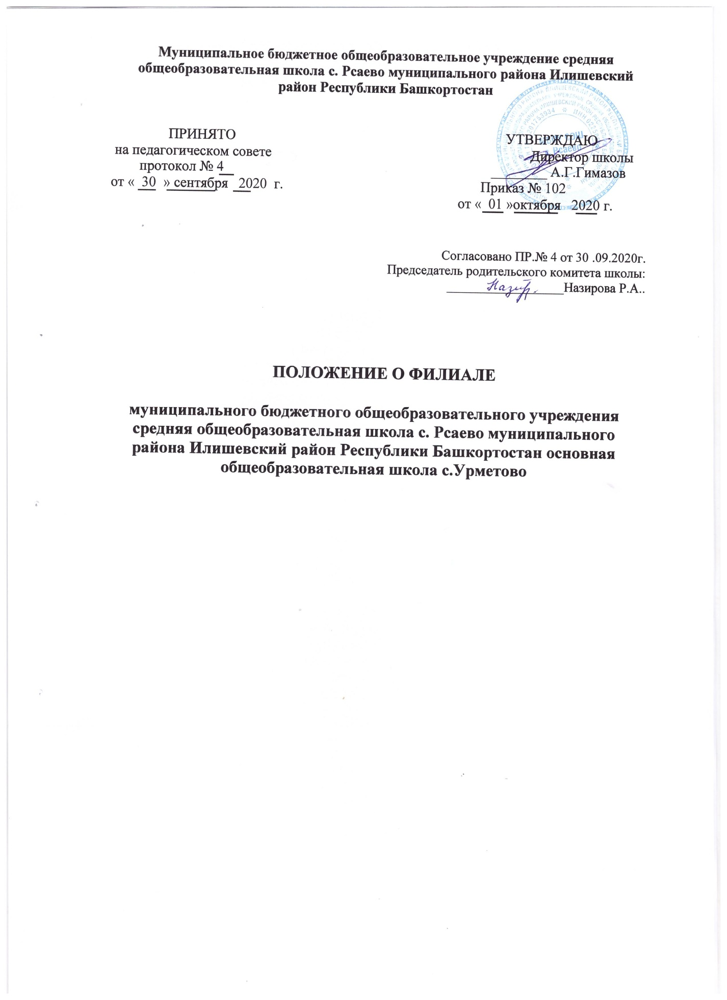 Муниципальное бюджетное общеобразовательное учреждение средняя
общеобразовательная школа с. Рсаево муниципального района Илишевский
район Республики Башкортостан
ПРИНЯТО
на педагогическом совете
протокол № 4
от « 30 » сентября 2020 г.
УТВЕРЖДАЮ
Директор школы
А.Г.Гимазов
Приказ № 102
от « 01 »октября 2020 г.
Согласовано ПР.№ 4 от 30 .09.2020г.
Председатель родительского комитета школы:
Назирова Р.А..
ПОЛОЖЕНИЕ О ФИЛИАЛЕ
муниципального бюджетного общеобразовательного учреждения
средняя общеобразовательная школа с. Рсаево муниципального
района Илишевский район Республики Башкортостан основная
общеобразовательная школа с.Урметово